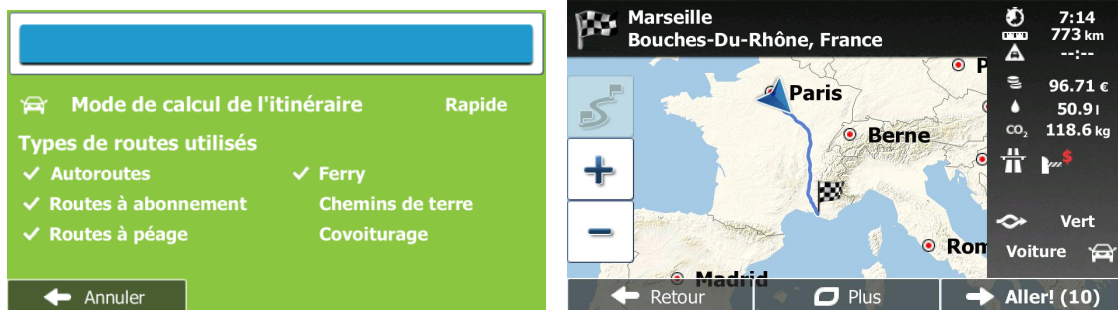 Mode de calcul de l'itinéraire Rapide
Types de routes utilisés
Autoroutes Ferry
Routes à abonnement Chemins de terre
Routes à péage Covoiturage
Annuler
Marseille
Bouches-Du-Rhône, France
7:14
773 km
--:--
96.71 €
50.9 l
CO₂ 118.6 kg
$
Vert
Voiture
P
Paris
Berne
Rom
Madrid
Retour
Plus
Aller! (10)